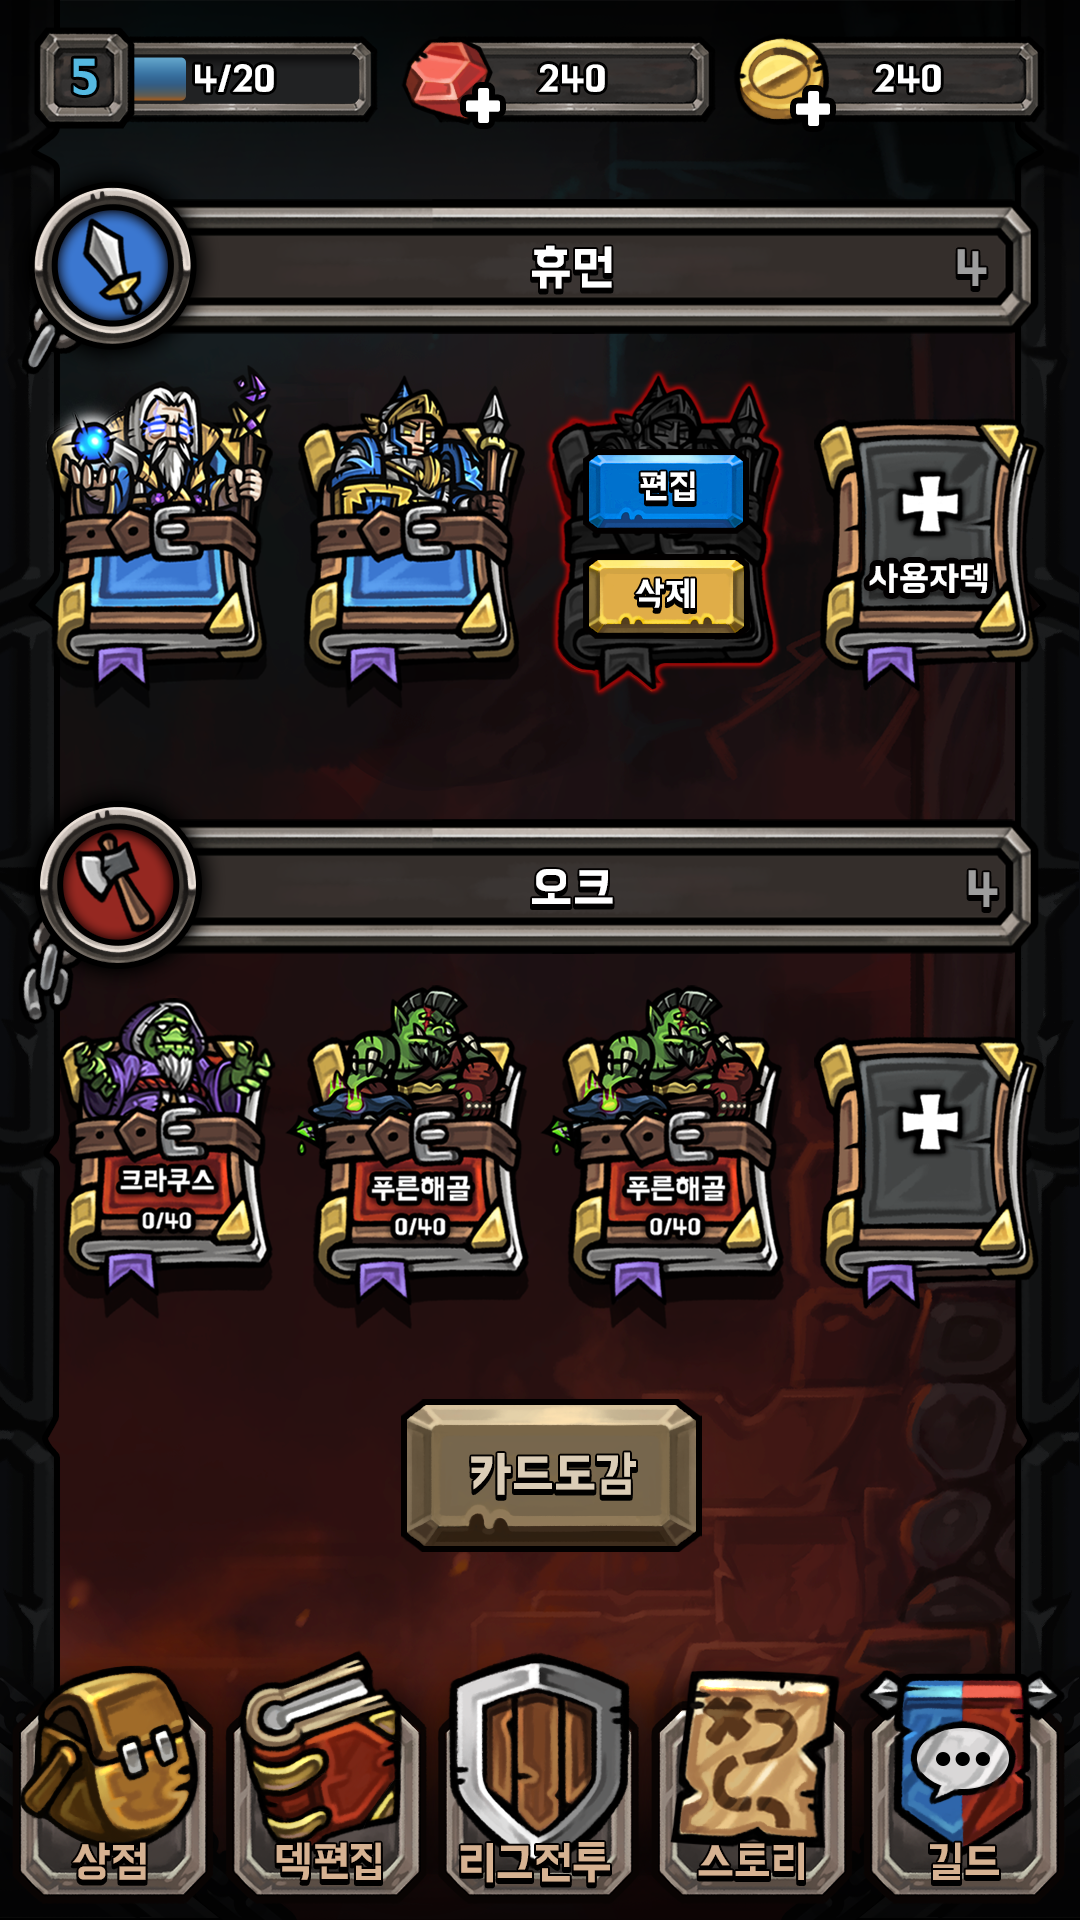 5 4/20 240 240
휴먼 4
편집
삭제
사용자덱
오크 4
크라쿠스
0/40
푸른해골
0/40
푸른해골
0/40
카드도감
상점 덱편집 리그전투 스토리 길드